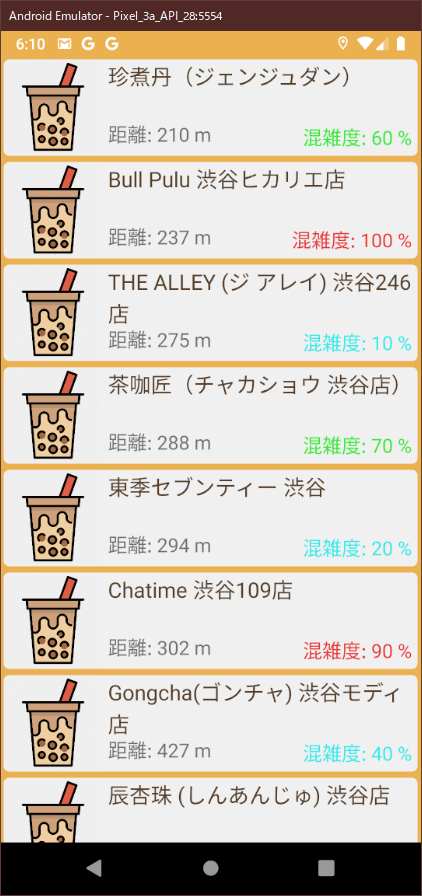 Android Emulator - Pixel_3a_API_28:5554
6:10
珍煮丹（ジェンジュダン）
距離: 210 m
混雑度: 60 %
Bull Pulu 渋谷ヒカリエ店
距離: 237 m
混雑度: 100 %
THE ALLEY (ジ アレイ) 渋谷246
店
距離: 275 m
混雑度: 10 %
茶咖匠（チャカショウ 渋谷店）
距離: 288 m
混雑度: 70 %
東季セブンティー 渋谷
距離: 294 m
混雑度: 20 %
Chatime 渋谷109店
距離: 302 m
混雑度: 90 %
Gongcha(ゴンチャ) 渋谷モディ
店
距離: 427 m
混雑度: 40 %
辰杏珠 (しんあんじゅ) 渋谷店